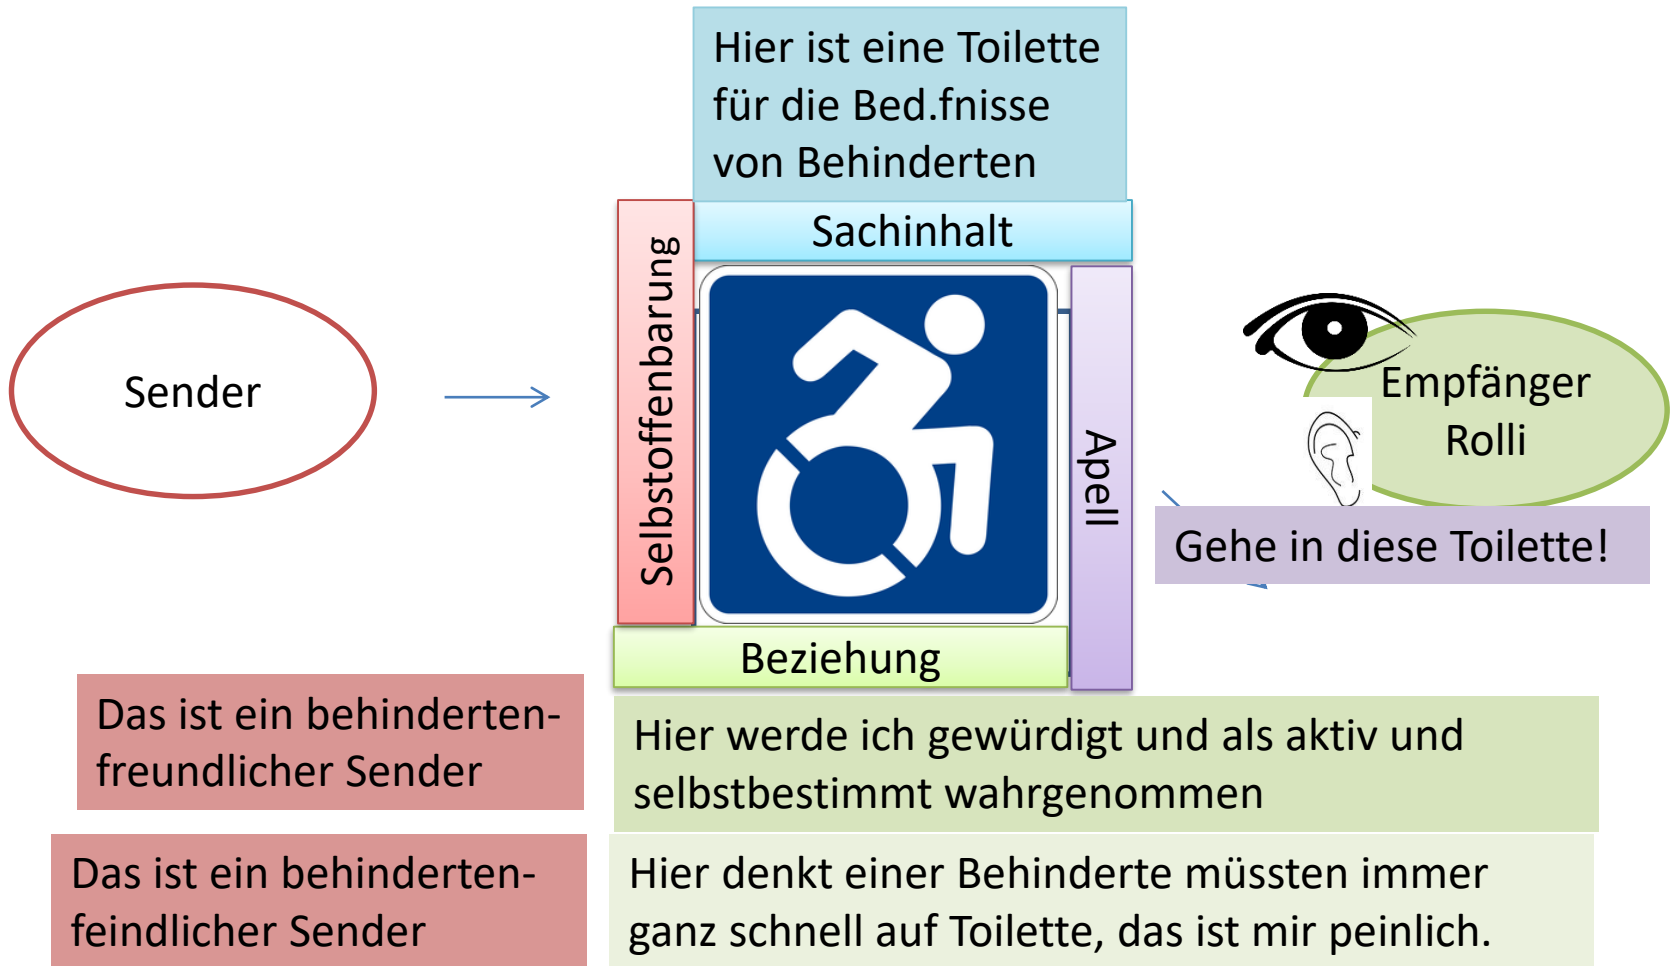 Hier ist eine Toilette
für die Bed.fnisse
von Behinderten
Sachinhalt
Selbstoffenbarung
Sender
Apell
Empfänger
Rolli
Gehe in diese Toilette!
Beziehung
Das ist ein behinderten-
freundlicher Sender
Hier werde ich gewürdigt und als aktiv und
selbstbestimmt wahrgenommen
Das ist ein behinderten-
feindlicher Sender
Hier denkt einer Behinderte müssten immer
ganz schnell auf Toilette, das ist mir peinlich.